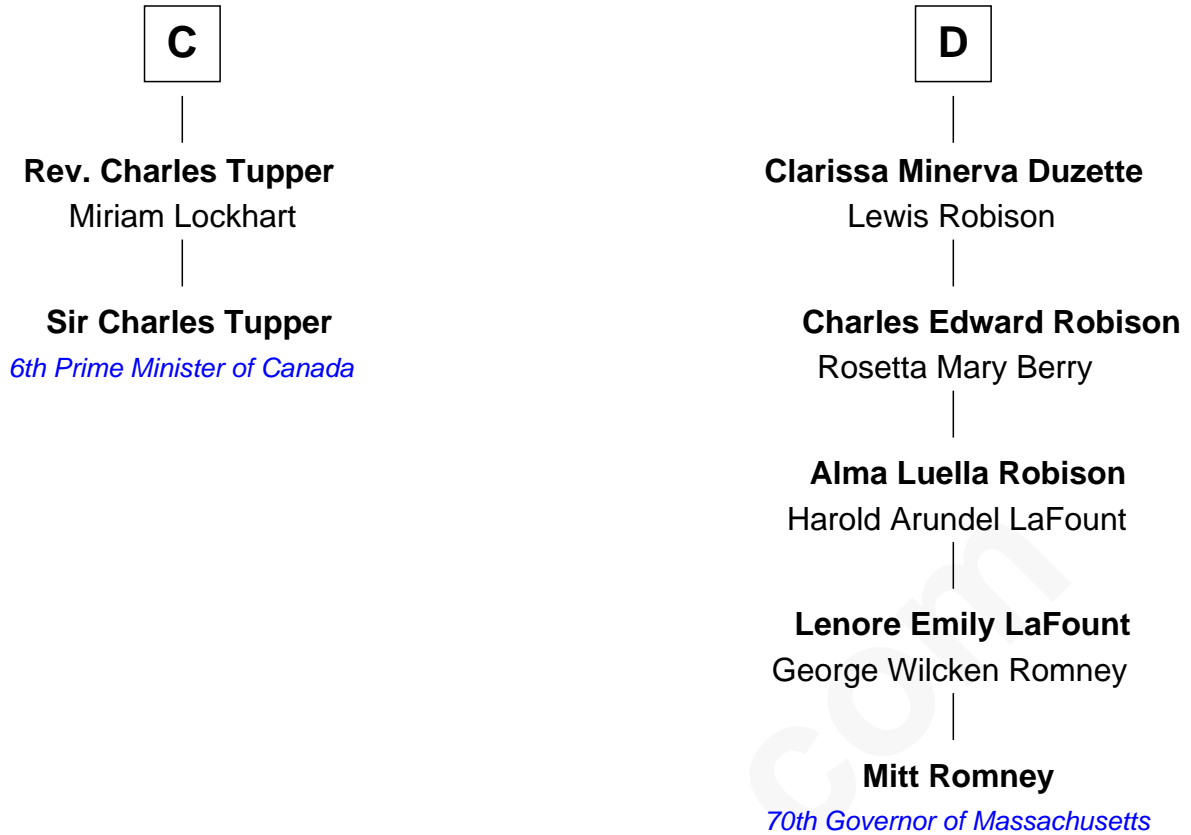 C
Rev. Charles Tupper
Miriam Lockhart
Sir Charles Tupper
6th Prime Minister of Canada
D
Clarissa Minerva Duzette
Lewis Robison
Charles Edward Robison
Rosetta Mary Berry
Alma Luella Robison
Harold Arundel LaFount
Lenore Emily LaFount
George Wilcken Romney
Mitt Romney
70th Governor of Massachusetts
com